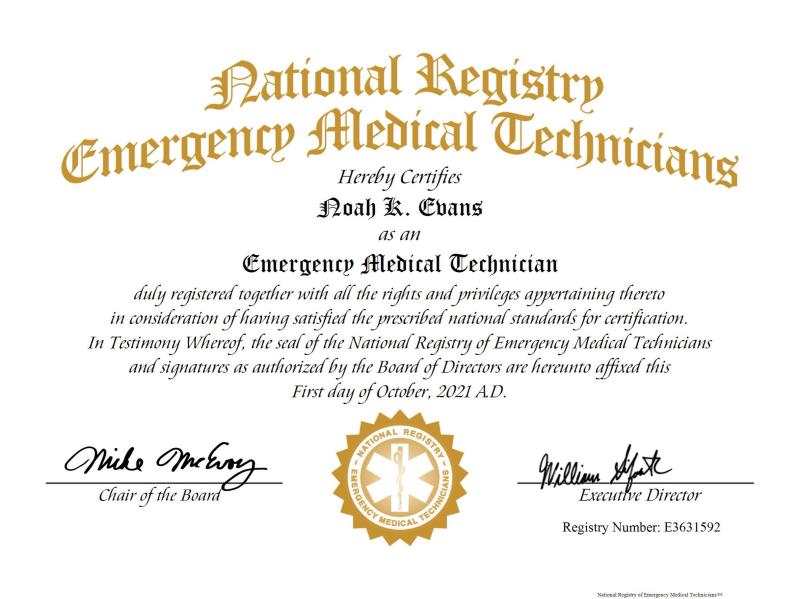 National Registry
Emergency Medical Technicians
Hereby Certifies
Noah K. Evans
as an
Emergency Medical Technician
duly registered together with all the rights and privileges appertaining thereto
in consideration of having satisfied the prescribed national standards for certification.
In Testimony Whereof, the seal of the National Registry of Emergency Medical Technicians
and signatures as authorized by the Board of Directors are hereunto affixed this
First day of October, 2021 A.D.
Mike McEvoy
Chair of the Board
NATIONAL REGISTRY
EMERGENCY MEDICAL TECHNICIANS
William
Executive Director
Registry Number: E3631592
National Registry of Emergency Medical Technicians